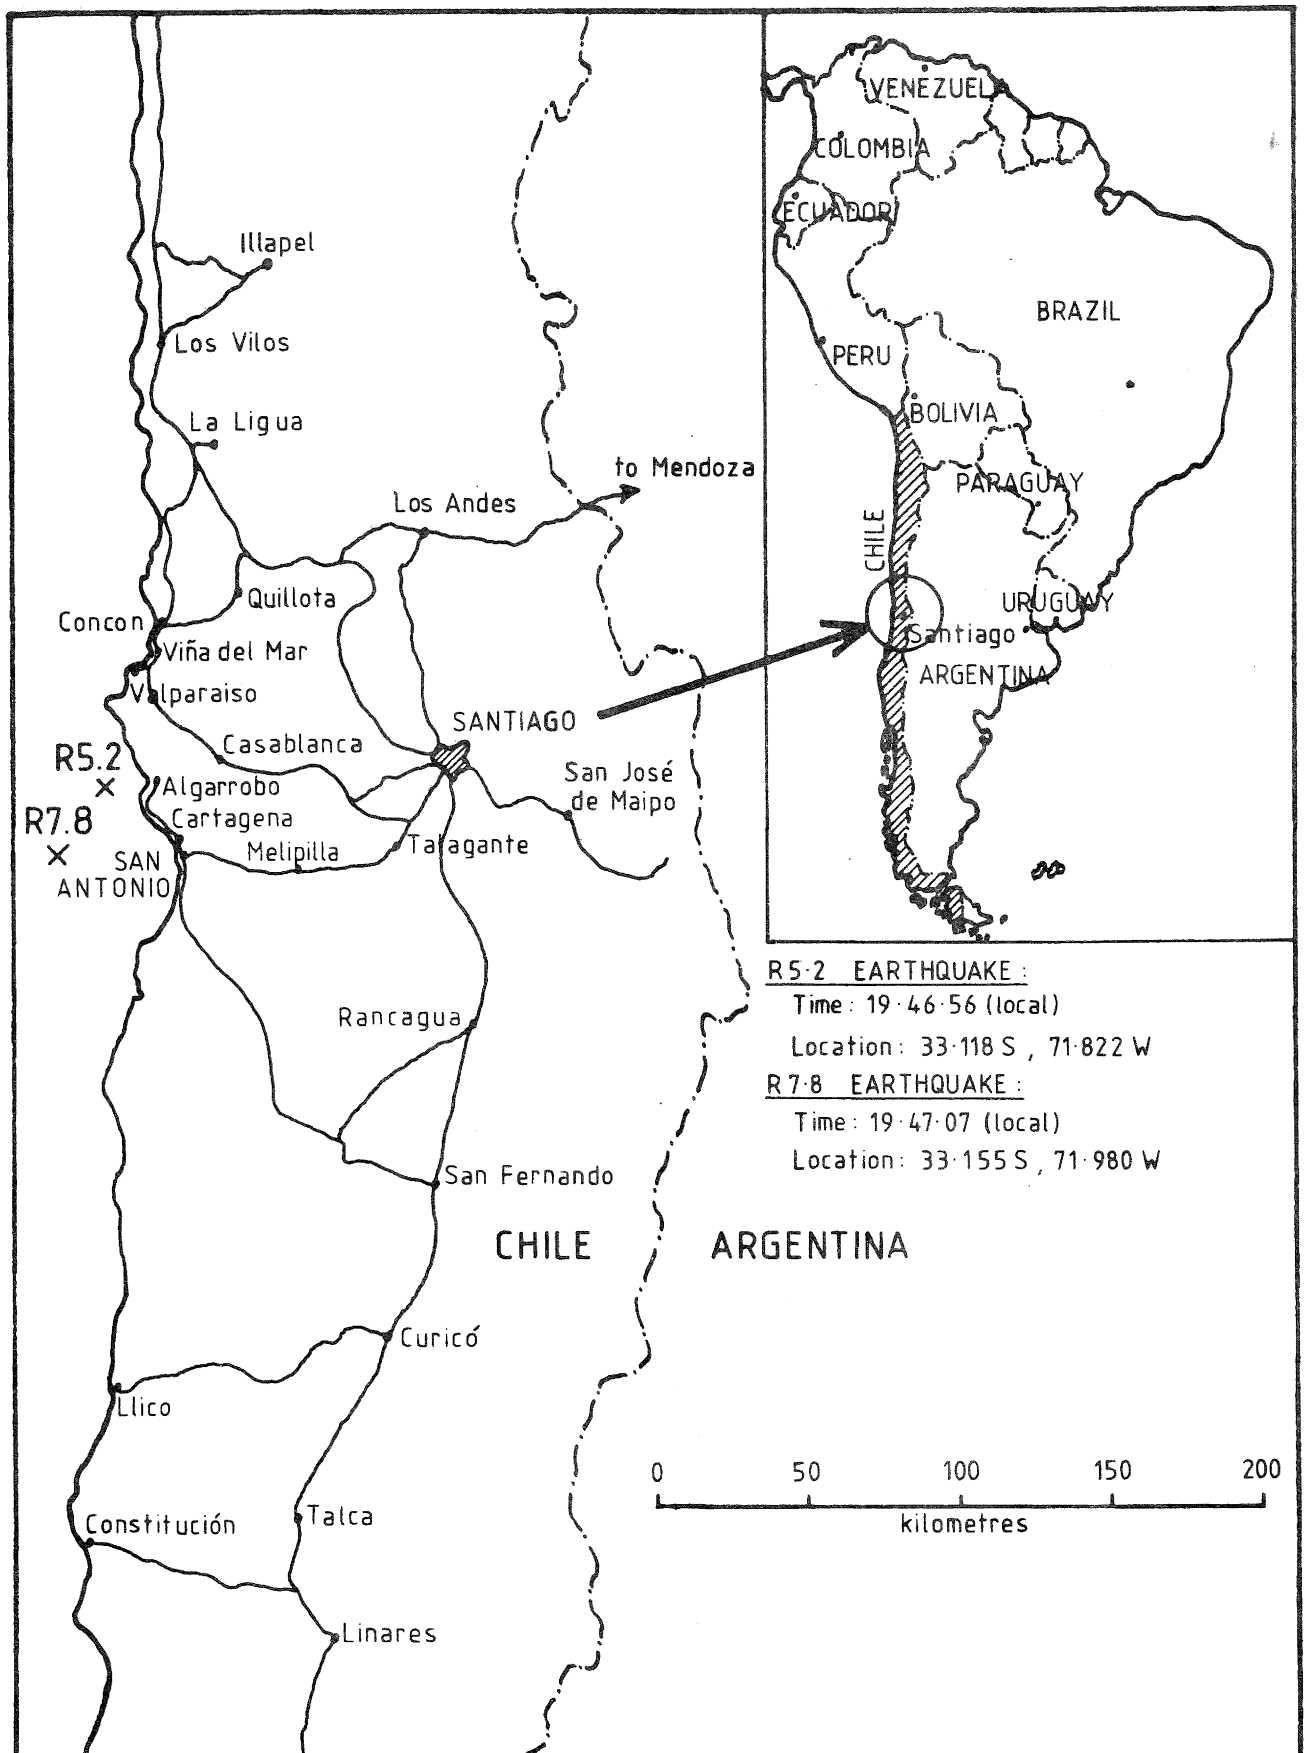 Illapel
Los Vilos
La Ligua
to Mendoza
Los Andes
Quillota
Concon
Viña del Mar
Valparaiso
SANTIAGO
Casablanca
R5.2
San José
de Maipo
Algarrobo
R7.8
Cartagena
Melipilla
Talagante
SAN
ANTONIO
Rancagua
San Fernando
CHILE
ARGENTINA
Curicó
Llico
Constitución
Talca
Linares
VENEZUEL
COLOMBIA
ECUADOR
BRAZIL
PERU
BOLIVIA
PARAGUAY
CHILE
URUGUAY
Santiago
ARGENTINA
R5·2 EARTHQUAKE:
Time: 19·46·56 (local)
Location: 33·118 S, 71·822 W
R7·8 EARTHQUAKE:
Time: 19·47·07 (local)
Location: 33·155 S, 71·980 W
0 50 100 150 200
kilometres